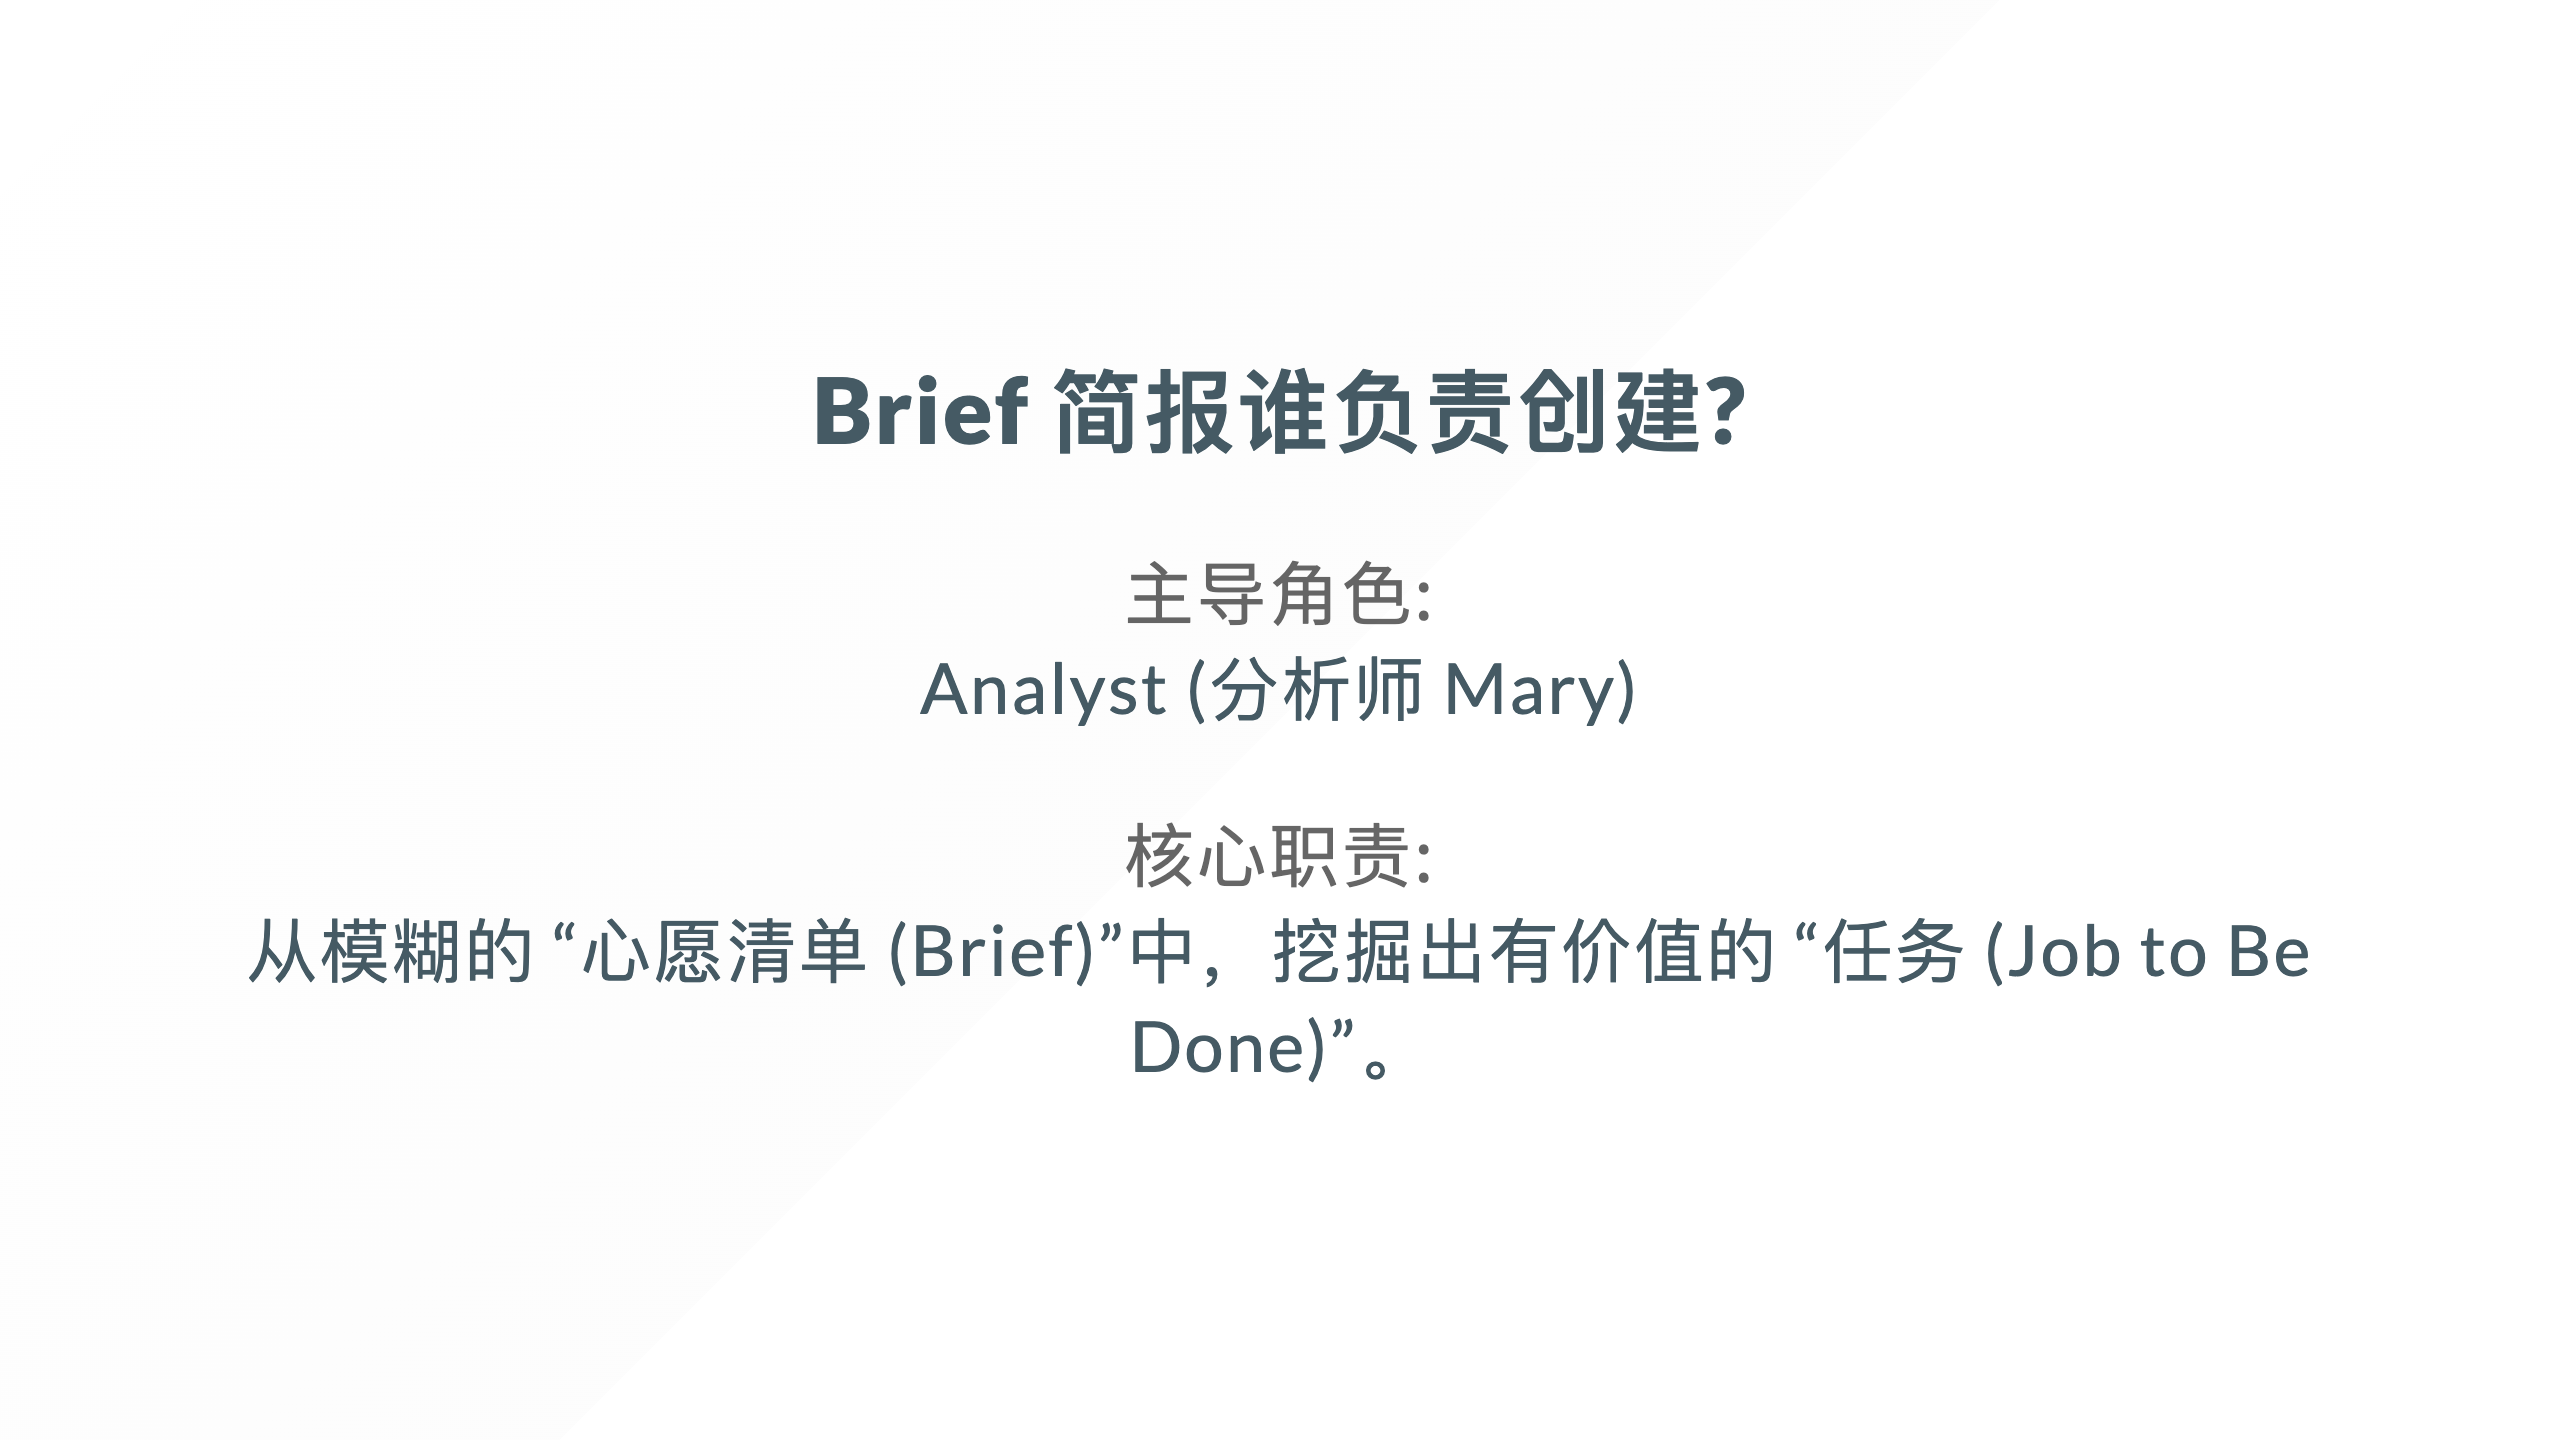 Brief 简报谁负责创建?
主导角色:
Analyst (分析师 Mary)
核心职责:
从模糊的 “心愿清单 (Brief)”中，挖掘出有价值的 “任务 (Job to Be
Done)”。